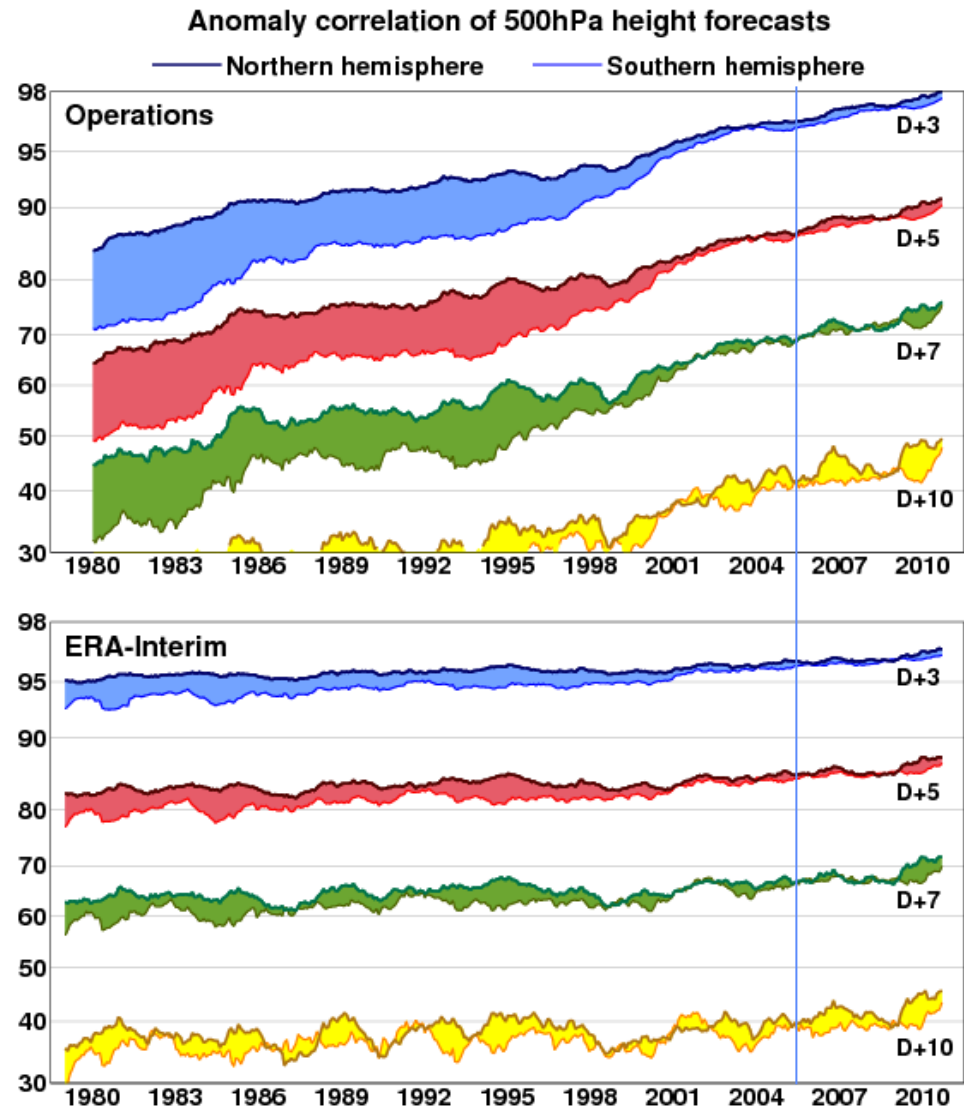 Anomaly correlation of 500hPa height forecasts
Northern hemisphere Southern hemisphere
98
Operations
D+3
95
90
D+5
80
70
D+7
60
50
40
D+10
30
1980 1983 1986 1989 1992 1995 1998 2001 2004 2007 2010
98
ERA-Interim
95
D+3
90
D+5
80
70
D+7
60
50
40
D+10
30
1980 1983 1986 1989 1992 1995 1998 2001 2004 2007 2010